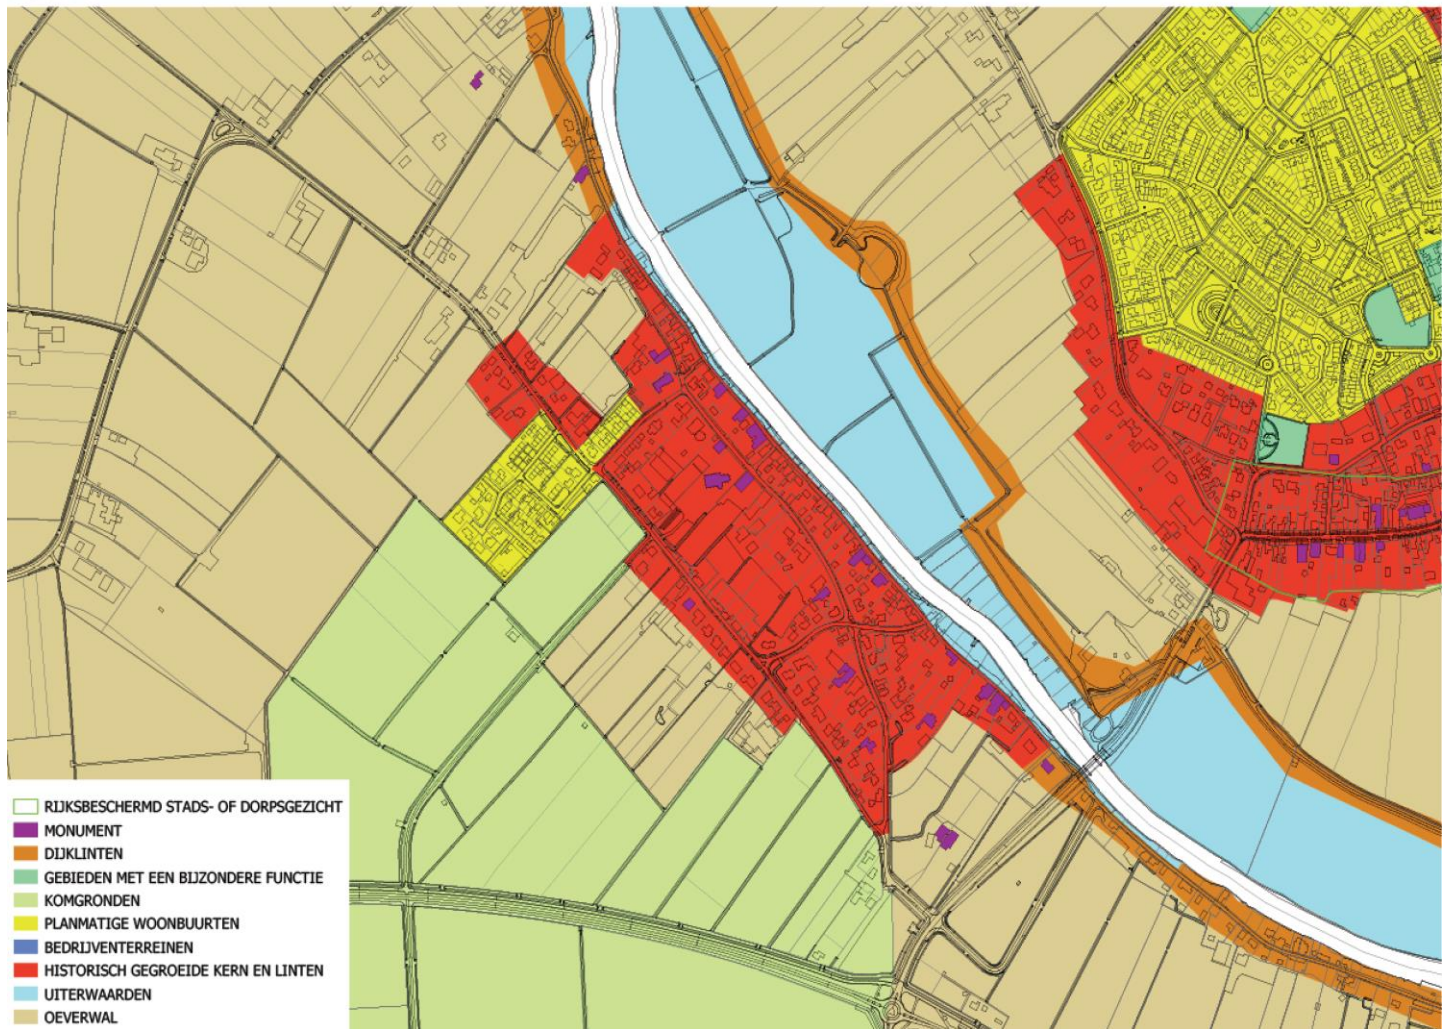 RIJKSBESCHERMD STADS- OF DORPSGEZICHT
MONUMENT
DIJKLINTEN
GEBIEDEN MET EEN BIJZONDERE FUNCTIE
KOMGRONDEN
PLANMATIGE WOONBUURTEN
BEDRIJVENTERREINEN
HISTORISCH GEGROEIDE KERN EN LINTEN
UITERWAARDEN
OEVERWAL